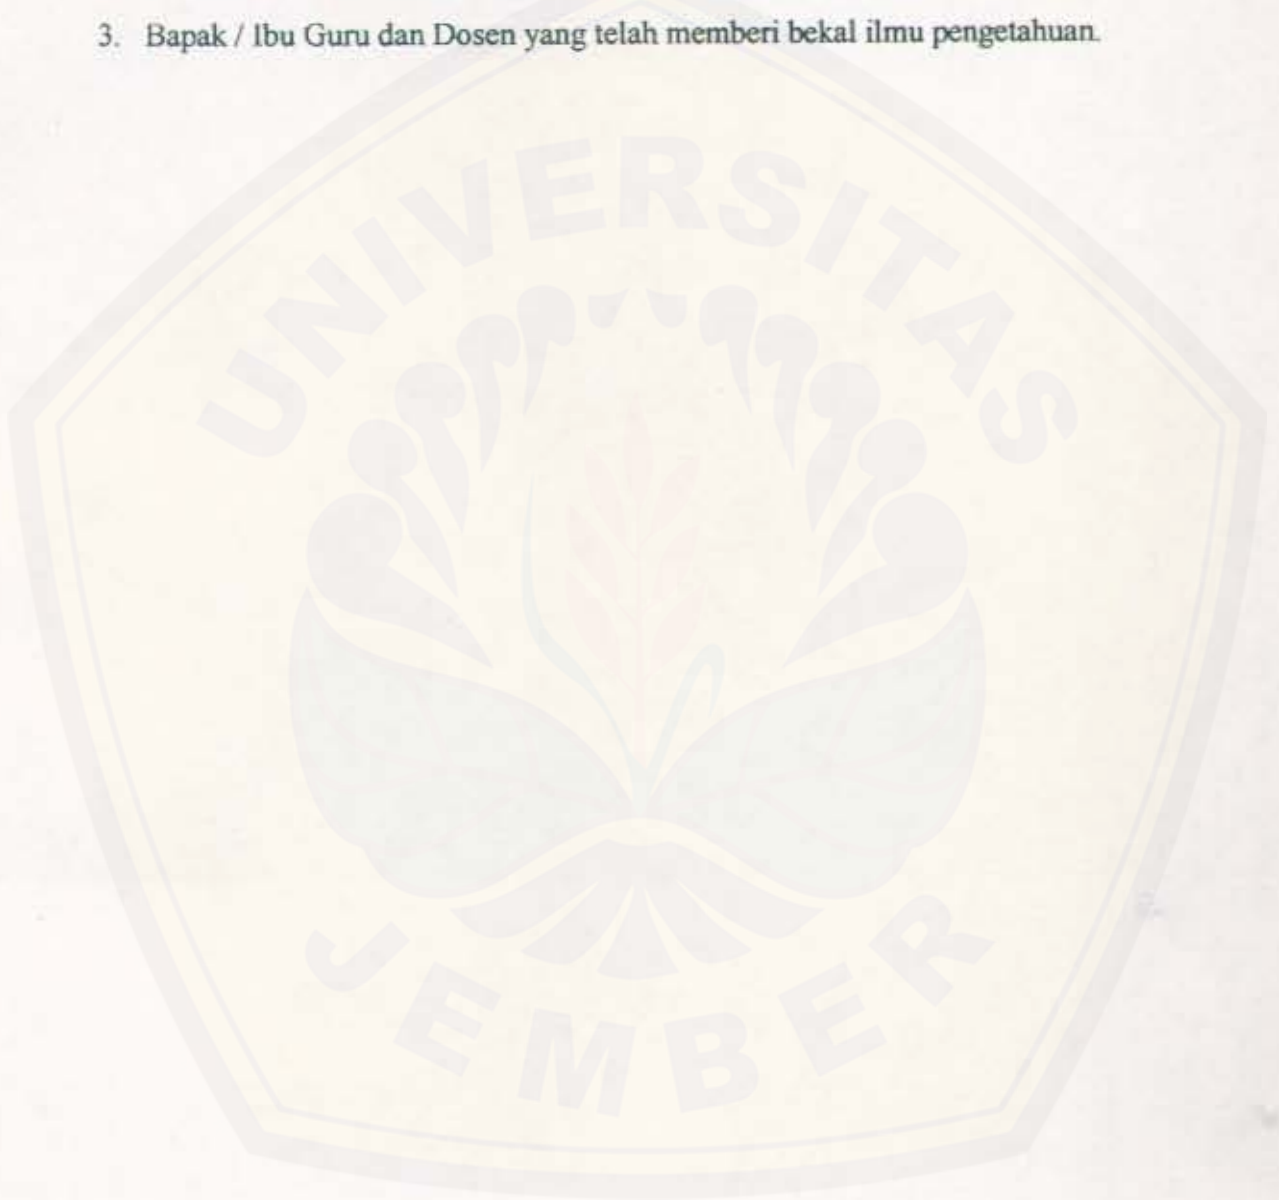 3. Bapak / Ibu Guru dan Dosen yang telah memberi bekal ilmu pengetahuan.
UNIVERSITAS
JEMBER